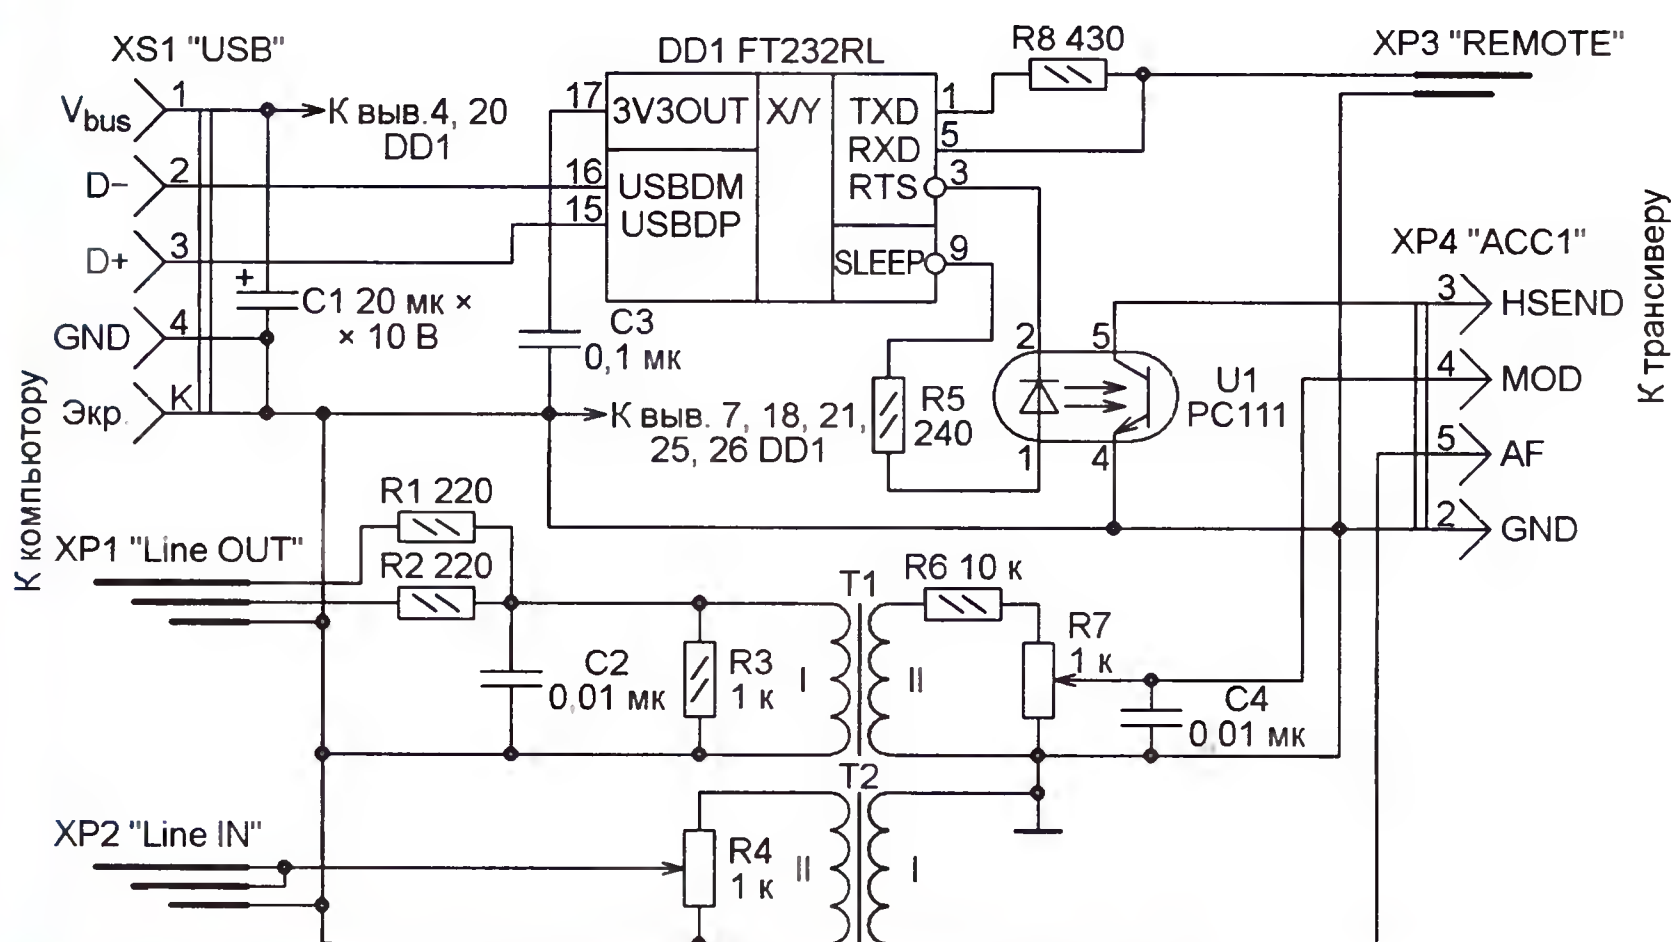 XS1 "USB"
DD1 FT232RL
R8 430
XP3 "REMOTE"
Vbus
1
К выв.4, 20
DD1
17
3V3OUT
X/Y
TXD
1
RXD
5
D−
2
16
USBDM
RTS
3
15
USBDP
D+
3
SLEEP
9
XP4 "ACC1"
+
C1 20 мк ×
× 10 В
C3
0,1 мк
3
HSEND
GND
4
2
5
4
MOD
U1
PC111
Экр.
K
К выв. 7, 18, 21,
25, 26 DD1
R5
240
1
4
5
AF
2
GND
К компьютору
К трансиверу
R1 220
XP1 "Line OUT"
R2 220
T1
R6 10 к
R7
1 к
C2
0,01 мк
R3
1 к
I
II
C4
0,01 мк
T2
XP2 "Line IN"
R4
1 к
II
I